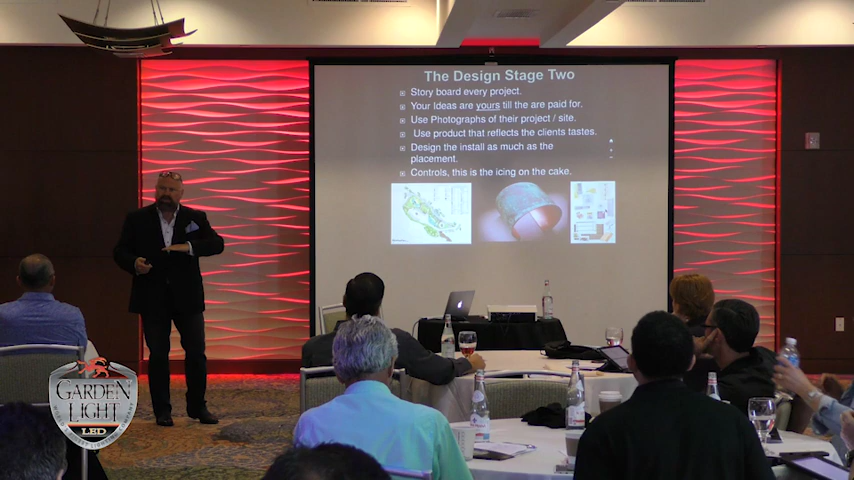 The Design Stage Two
Story board every project.
Your Ideas are yours till the are paid for.
Use Photographs of their project / site.
Use product that reflects the clients tastes.
Design the install as much as the
placement.
Controls, this is the icing on the cake.
GARDEN
LIGHT
LED